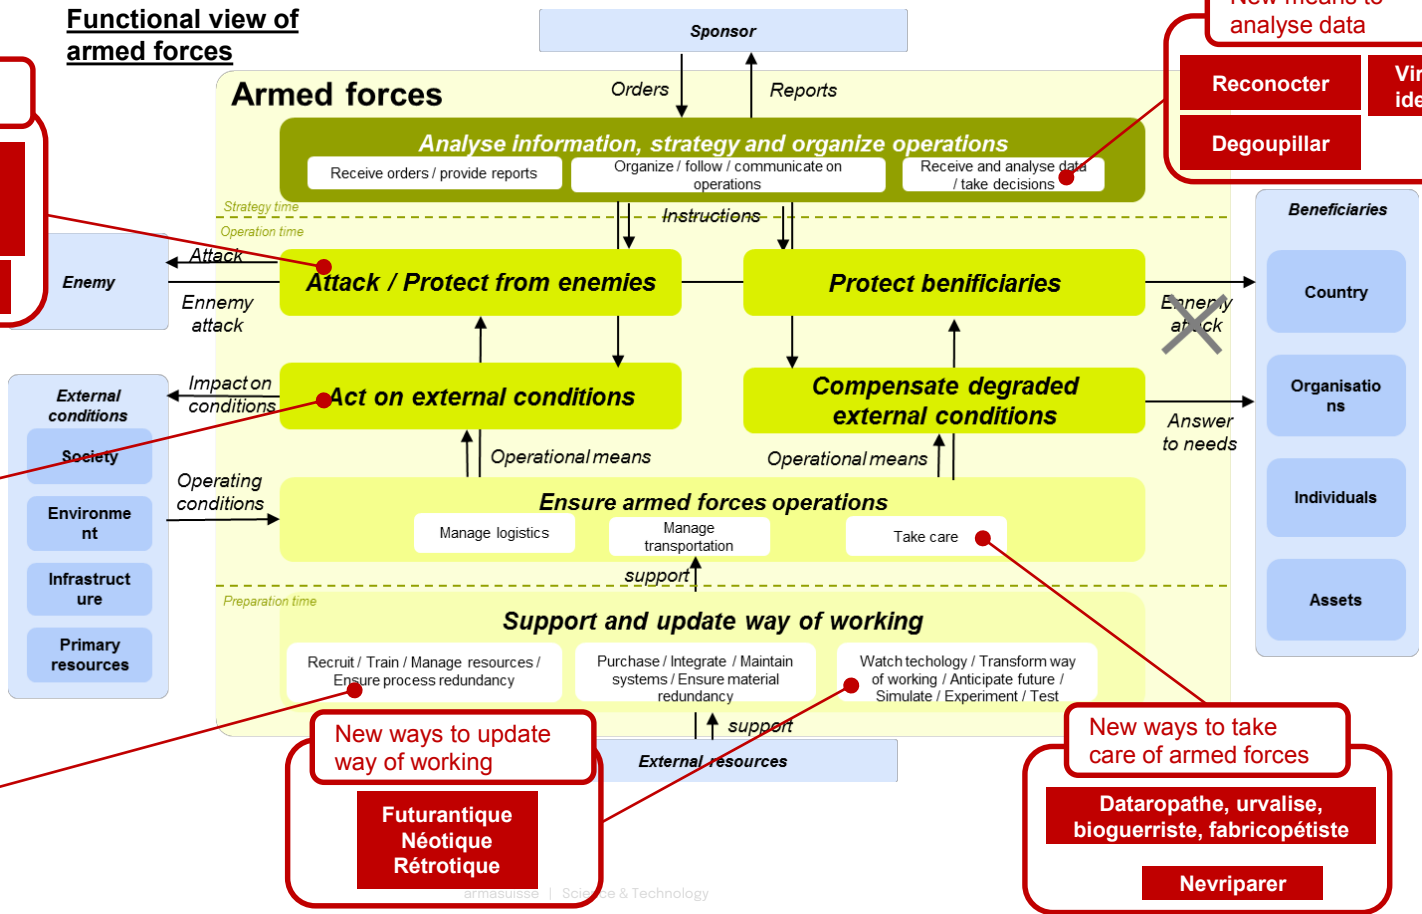 Functional view of
armed forces
Sponsor
New means to
analyse data
Reconocter
Degoupillar
Armed forces
Orders
Reports
Analyse information, strategy and organize operations
Receive orders / provide reports
Organize / follow / communicate on
operations
Receive and analyse data
/ take decisions
Strategy time
Operation time
Instructions
Enemy
Attack
Ennemy
attack
Attack / Protect from enemies
Protect benificiaries
Ennemy
attack
Beneficiaries
Country
Organisatio
ns
Individuals
Assets
External
conditions
Society
Environme
nt
Infrastruct
ure
Primary
resources
Impact on
conditions
Act on external conditions
Compensate degraded
external conditions
Answer
to needs
Operational means
Operational means
Operating
conditions
Ensure armed forces operations
Manage logistics
Manage
transportation
Take care
support
Preparation time
Support and update way of working
Recruit / Train / Manage resources /
Ensure process redundancy
Purchase / Integrate / Maintain
systems / Ensure material
redundancy
Watch techology / Transform way
of working / Anticipate future /
Simulate / Experiment / Test
support
External resources
New ways to update
way of working
Futurantique
Néotique
Rétrotique
New ways to take
care of armed forces
Dataropathe, urvalise,
bioguerriste, fabricopétiste
Nevriparer
armasuisse | Science & Technology